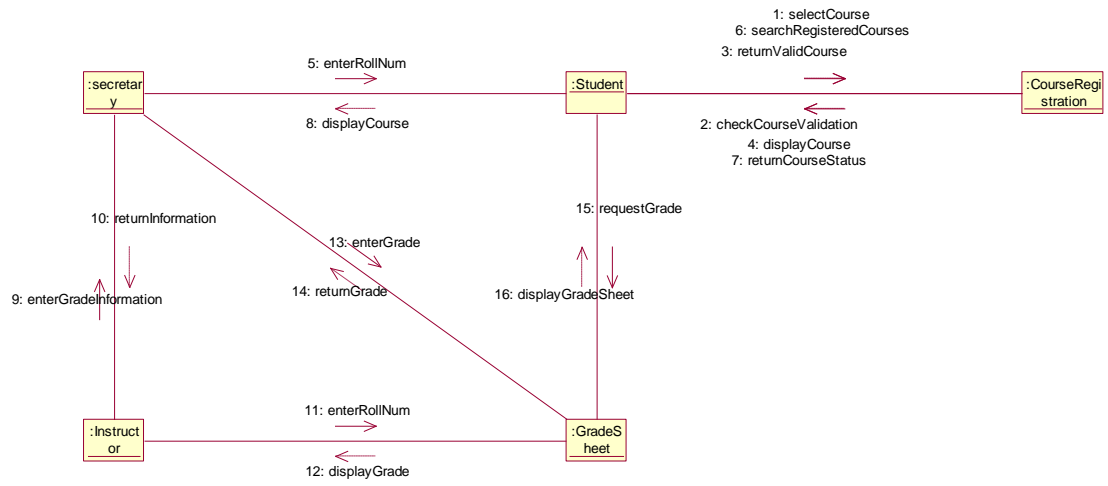 1: selectCourse
6: searchRegisteredCourses
3: returnValidCourse
5: enterRollNum
:secretar
y
:Student
:CourseRegi
stration
8: displayCourse
2: checkCourseValidation
4: displayCourse
7: returnCourseStatus
10: returnInformation
15: requestGrade
13: enterGrade
14: returnGrade
16: displayGradeSheet
9: enterGradeInformation
11: enterRollNum
:Instruct
or
:GradeS
heet
12: displayGrade